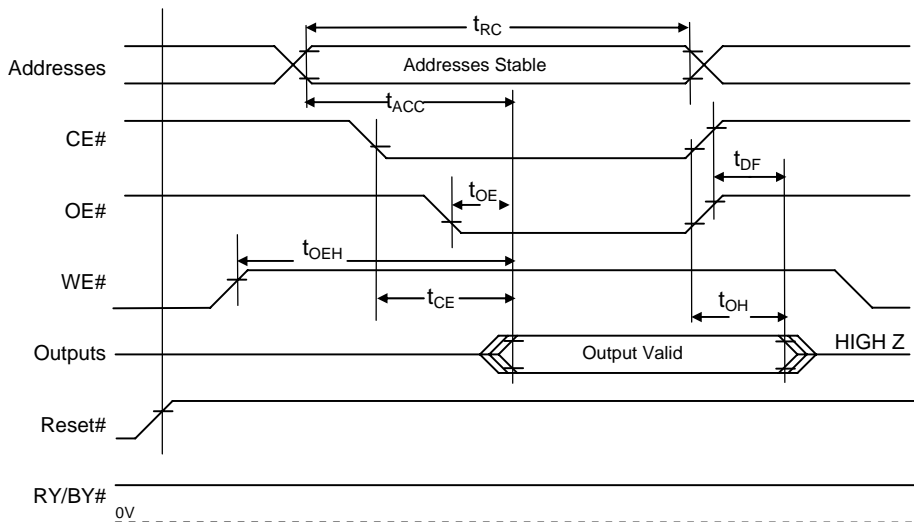 tRC
Addresses
Addresses Stable
tACC
CE#
tDF
OE#
tOE
tOEH
WE#
tCE
tOH
Outputs
Output Valid
HIGH Z
Reset#
RY/BY#
0V